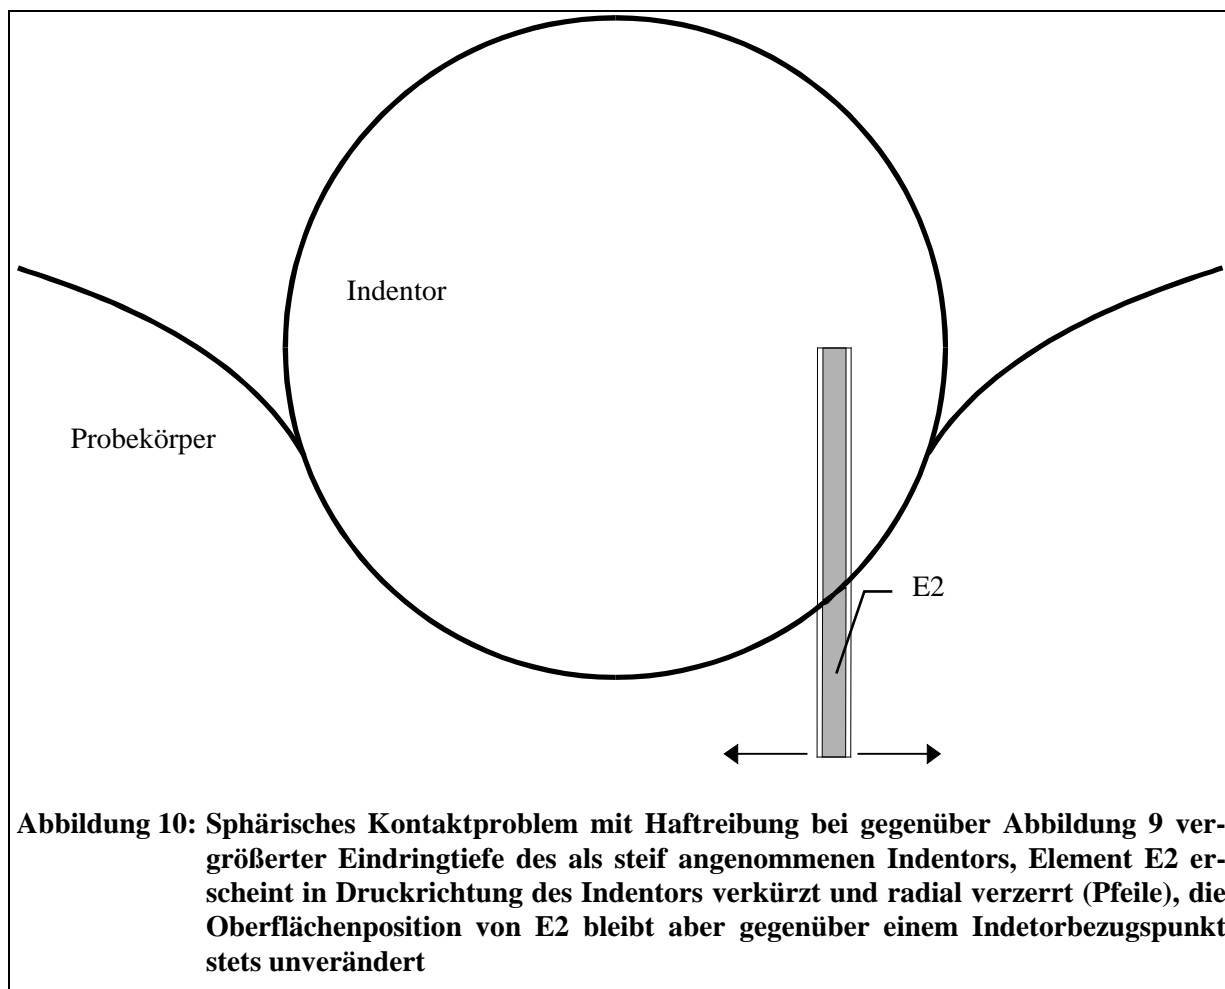 Indentor
Probekörper
E2
Abbildung 10: Sphärisches Kontaktproblem mit Haftreibung bei gegenüber Abbildung 9 ver-
größerter Eindringtiefe des als steif angenommenen Indentors, Element E2 er-
scheint in Druckrichtung des Indentors verkürzt und radial verzerrt (Pfeile), die
Oberflächenposition von E2 bleibt aber gegenüber einem Indetorbezugspunkt
stets unverändert